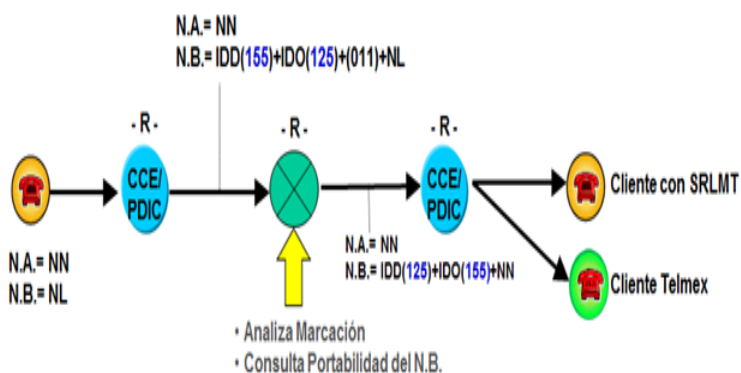 N.A.= NN
N.B.= IDD(155)+IDO(125)+(011)+NL
- R -
- R -
- R -
CCE/
PDIC
CCE/
PDIC
Cliente con SRLMT
N.A.= NN
N.B.= NL
N.A.= NN
N.B.= IDD(125)+IDO(155)+NN
Cliente Telmex
• Analiza Marcación
• Consulta Portabilidad del N.B.